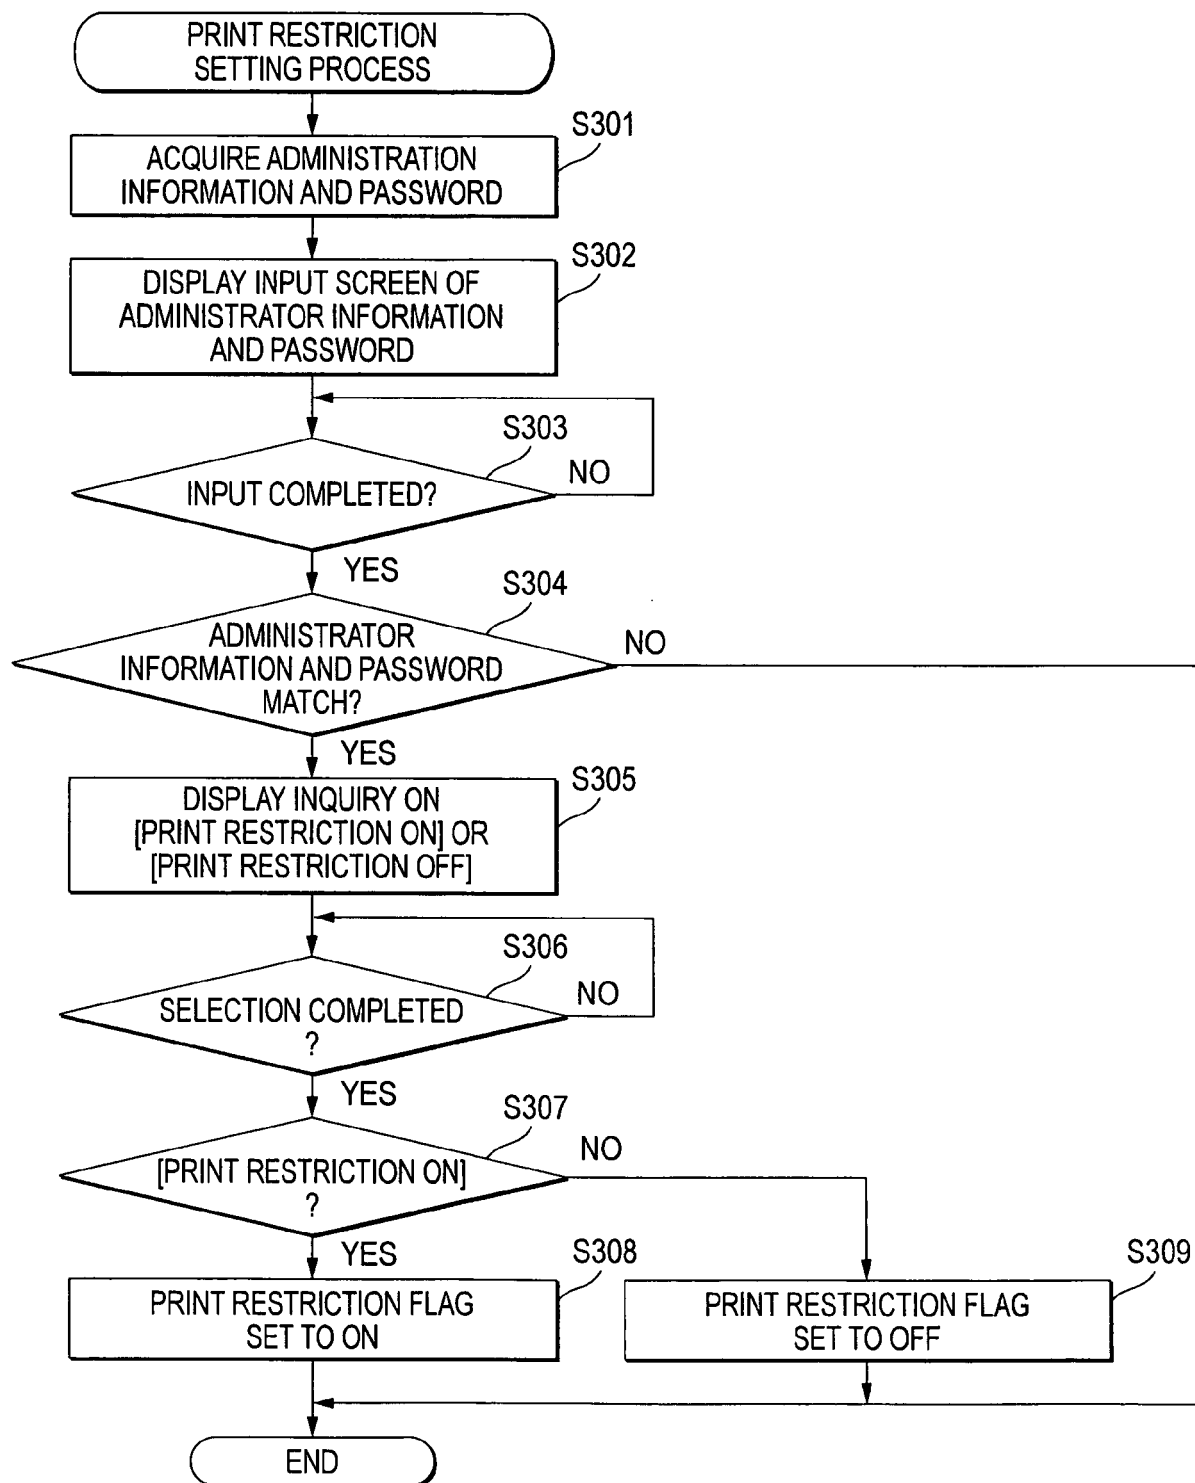 PRINT RESTRICTION
SETTING PROCESS
S301
ACQUIRE ADMINISTRATION
INFORMATION AND PASSWORD
S302
DISPLAY INPUT SCREEN OF
ADMINISTRATOR INFORMATION
AND PASSWORD
S303
INPUT COMPLETED?
NO
YES
S304
ADMINISTRATOR
INFORMATION AND PASSWORD
MATCH?
NO
YES
S305
DISPLAY INQUIRY ON
[PRINT RESTRICTION ON] OR
[PRINT RESTRICTION OFF]
S306
SELECTION COMPLETED
?
NO
YES
S307
[PRINT RESTRICTION ON]
?
NO
YES
S308
PRINT RESTRICTION FLAG
SET TO ON
S309
PRINT RESTRICTION FLAG
SET TO OFF
END